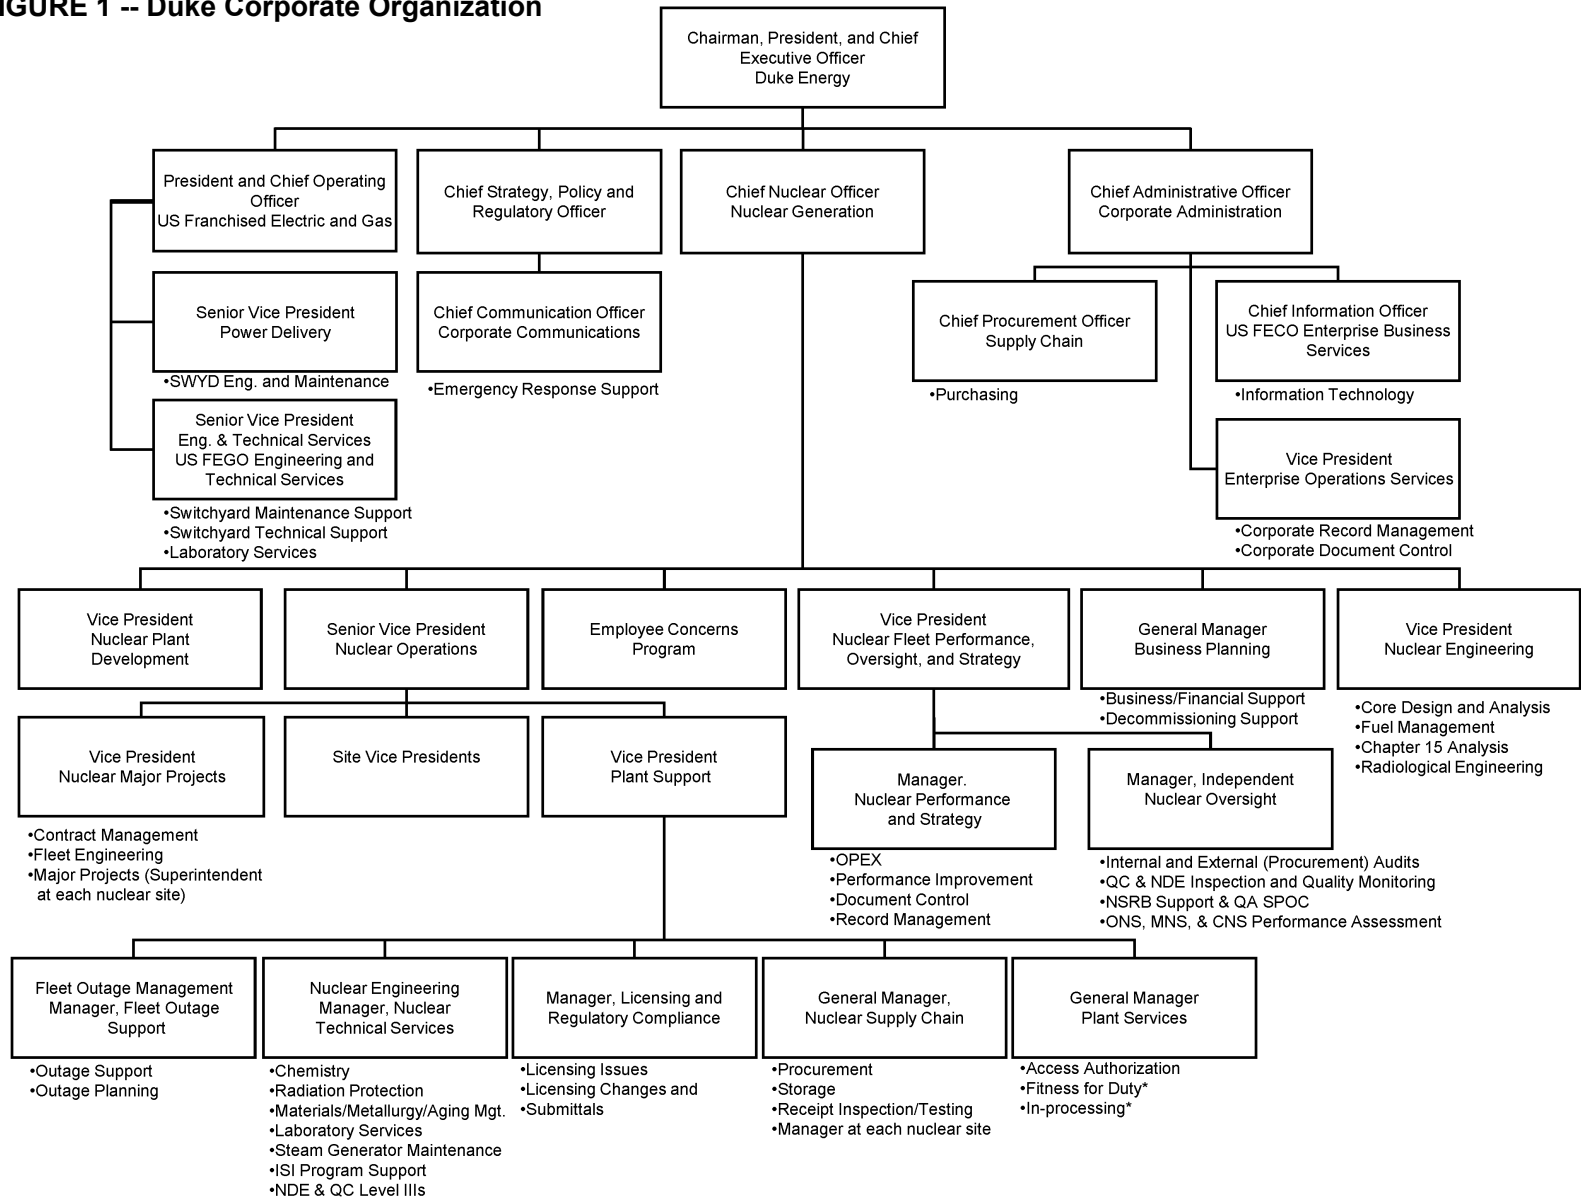 IGURE 1 -- Duke Corporate Organization
Chairman, President, and Chief
Executive Officer
Duke Energy
President and Chief Operating
Officer
US Franchised Electric and Gas
Chief Strategy, Policy and
Regulatory Officer
Chief Nuclear Officer
Nuclear Generation
Chief Administrative Officer
Corporate Administration
Senior Vice President
Power Delivery
•SWYD Eng. and Maintenance
Chief Communication Officer
Corporate Communications
•Emergency Response Support
Chief Procurement Officer
Supply Chain
•Purchasing
Chief Information Officer
US FECO Enterprise Business
Services
•Information Technology
Senior Vice President
Eng. & Technical Services
US FEGO Engineering and
Technical Services
•Switchyard Maintenance Support
•Switchyard Technical Support
•Laboratory Services
Vice President
Enterprise Operations Services
•Corporate Record Management
•Corporate Document Control
Vice President
Nuclear Plant
Development
Senior Vice President
Nuclear Operations
Employee Concerns
Program
Vice President
Nuclear Fleet Performance,
Oversight, and Strategy
General Manager
Business Planning
•Business/Financial Support
•Decommissioning Support
Vice President
Nuclear Engineering
•Core Design and Analysis
•Fuel Management
•Chapter 15 Analysis
•Radiological Engineering
Vice President
Nuclear Major Projects
•Contract Management
•Fleet Engineering
•Major Projects (Superintendent
at each nuclear site)
Site Vice Presidents
Vice President
Plant Support
Manager.
Nuclear Performance
and Strategy
•OPEX
•Performance Improvement
•Document Control
•Record Management
Manager, Independent
Nuclear Oversight
•Internal and External (Procurement) Audits
•QC & NDE Inspection and Quality Monitoring
•NSRB Support & QA SPOC
•ONS, MNS, & CNS Performance Assessment
Fleet Outage Management
Manager, Fleet Outage
Support
•Outage Support
•Outage Planning
Nuclear Engineering
Manager, Nuclear
Technical Services
•Chemistry
•Radiation Protection
•Materials/Metallurgy/Aging Mgt.
•Laboratory Services
•Steam Generator Maintenance
•ISI Program Support
•NDE & QC Level IIIs
Manager, Licensing and
Regulatory Compliance
•Licensing Issues
•Licensing Changes and
•Submittals
General Manager,
Nuclear Supply Chain
•Procurement
•Storage
•Receipt Inspection/Testing
•Manager at each nuclear site
General Manager
Plant Services
•Access Authorization
•Fitness for Duty*
•In-processing*